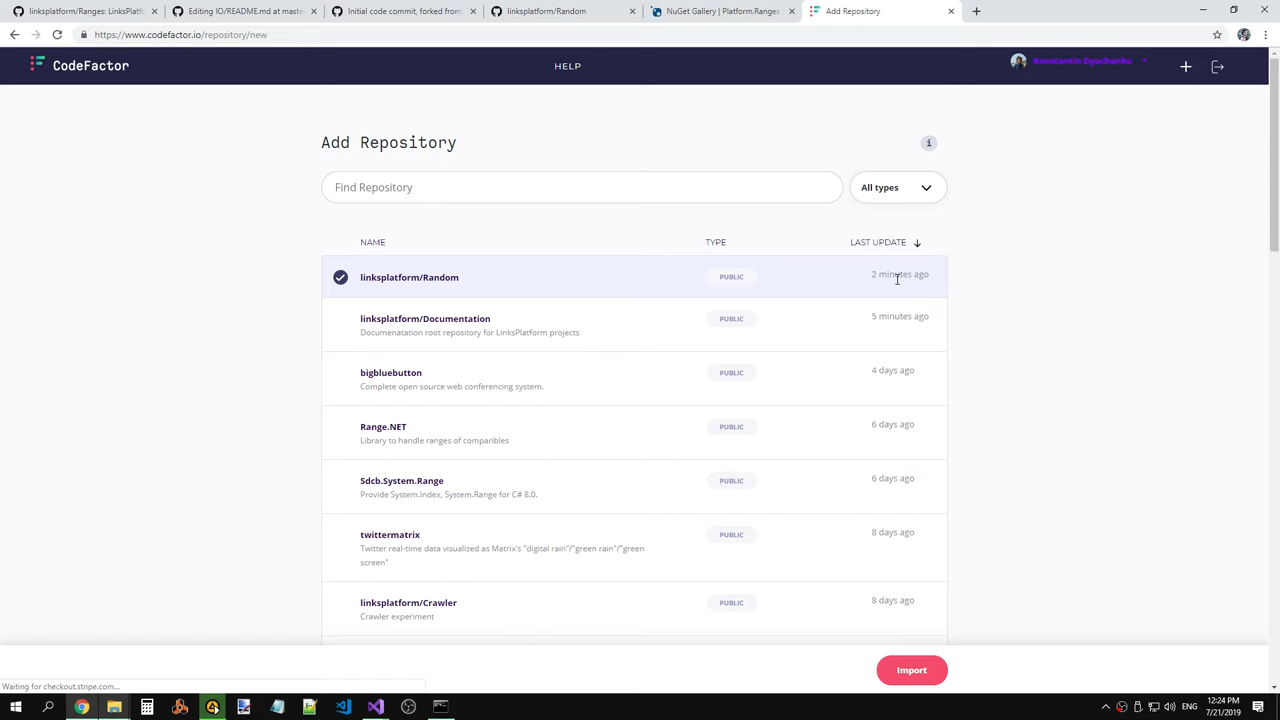 linksplatform/Ranges: LinksPlatf
Editing IO/README.md at maste
Initial code commit, forked from
linksplatform/Random
NuGet Gallery | Platform.Ranges
Add Repository
https://www.codefactor.io/repository/new
CodeFactor
HELP
Add Repository
i
Find Repository
All types
NAME
TYPE
LAST UPDATE
linksplatform/Random
PUBLIC
2 minutes ago
linksplatform/Documentation
Documenatation root repository for LinksPlatform projects
PUBLIC
5 minutes ago
bigbluebutton
Complete open source web conferencing system.
PUBLIC
4 days ago
Range.NET
Library to handle ranges of comparibles
PUBLIC
6 days ago
Sdcb.System.Range
Provide System.Index, System.Range for C# 8.0.
PUBLIC
6 days ago
twittermatrix
Twitter real-time data visualized as Matrix's "digital rain"/"green rain"/"green
screen"
PUBLIC
8 days ago
linksplatform/Crawler
Crawler experiment
PUBLIC
8 days ago
Import
Waiting for checkout.stripe.com...
12:24 PM
7/21/2019